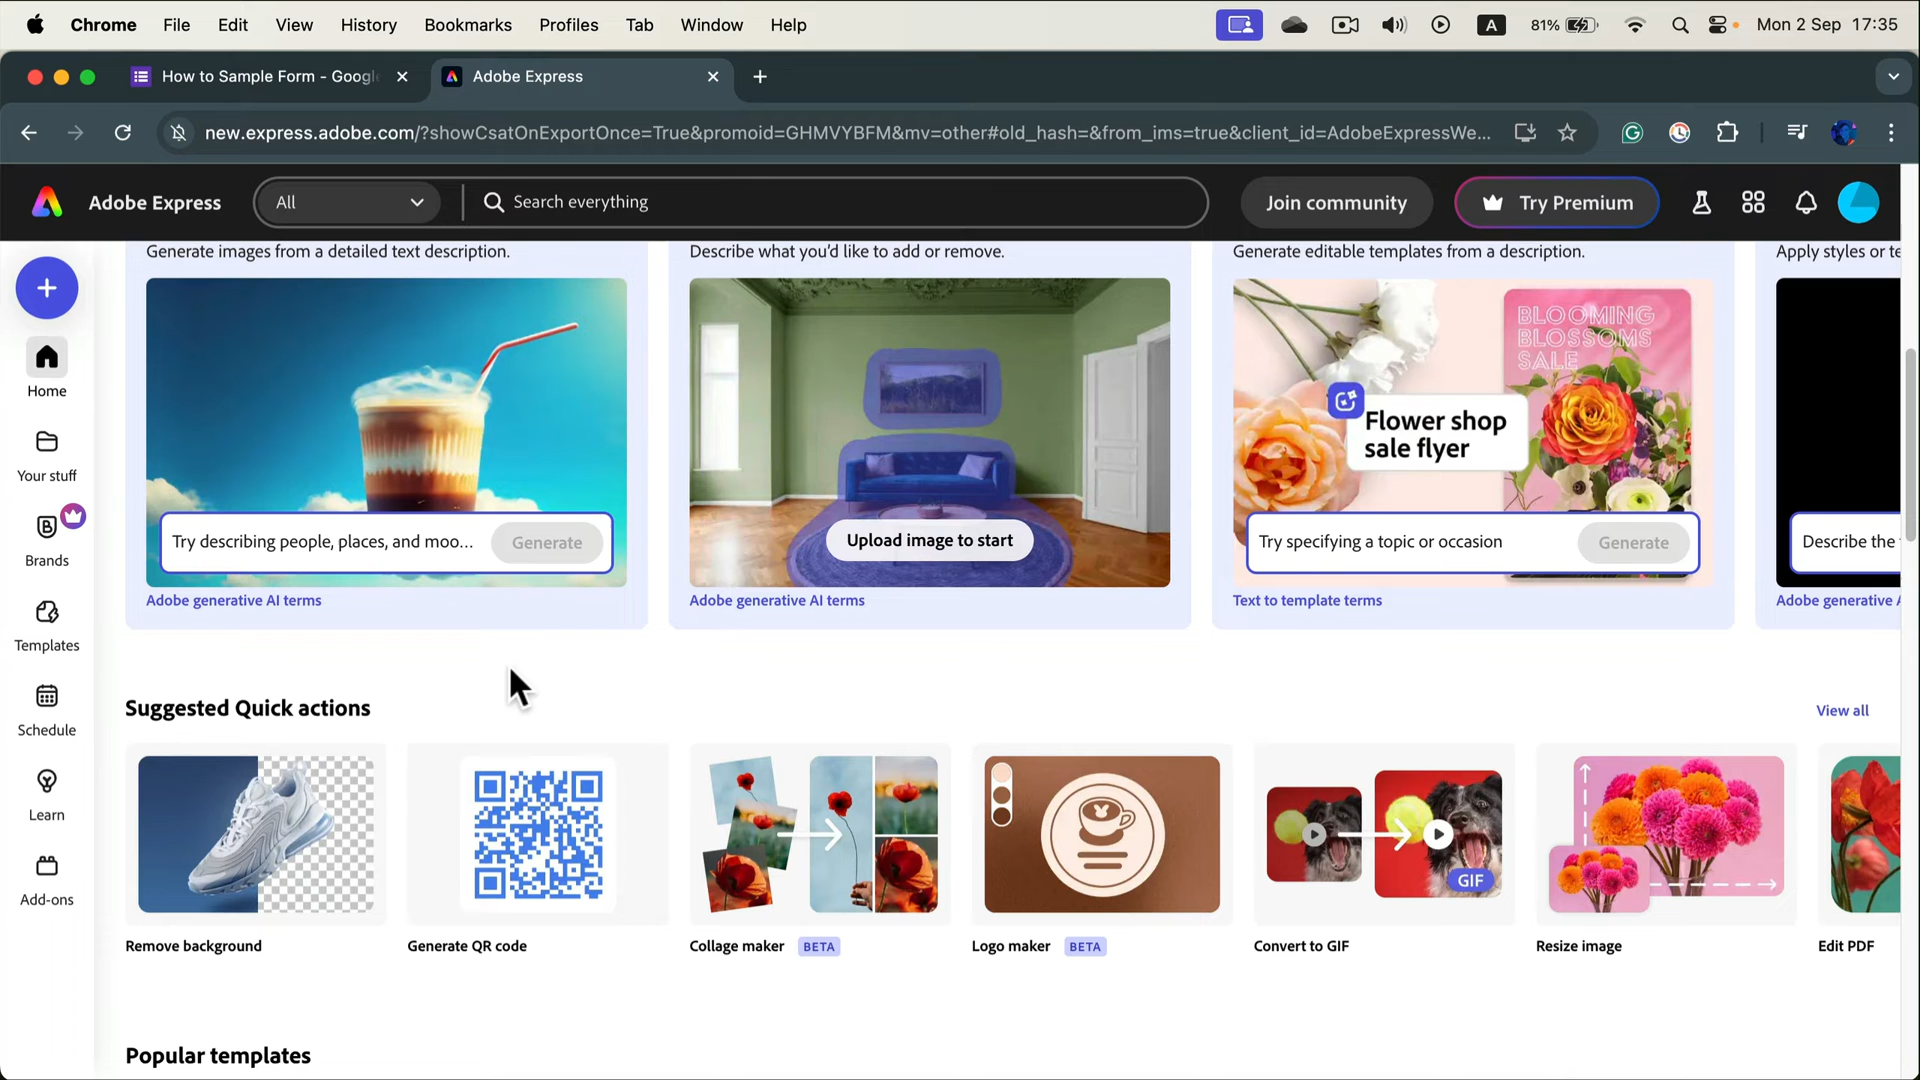 Chrome File Edit View History Bookmarks Profiles Tab Window Help A 81% Mon 2 Sep 17:35
How to Sample Form - Googl Adobe Express
new.express.adobe.com/?showCsatOnExportOnce=True&promoid=GHMVYBFM&mv=other#old_hash=&from_ims=true&client_id=AdobeExpressWe...
Adobe Express All Search everything Join community Try Premium
Generate images from a detailed text description.
Describe what you'd like to add or remove.
Generate editable templates from a description.
Apply styles or te
Home
Your stuff
Brands
Templates
Schedule
Learn
Add-ons
Try describing people, places, and moo... Generate
Adobe generative AI terms
Upload image to start
Adobe generative AI terms
BLOOMING
BLOSSOMS
SALE
Flower shop
sale flyer
Try specifying a topic or occasion Generate
Text to template terms
Describe the
Adobe generative A
Suggested Quick actions View all
GIF
Remove background
Generate QR code
Collage maker BETA
Logo maker BETA
Convert to GIF
Resize image
Edit PDF
Popular templates